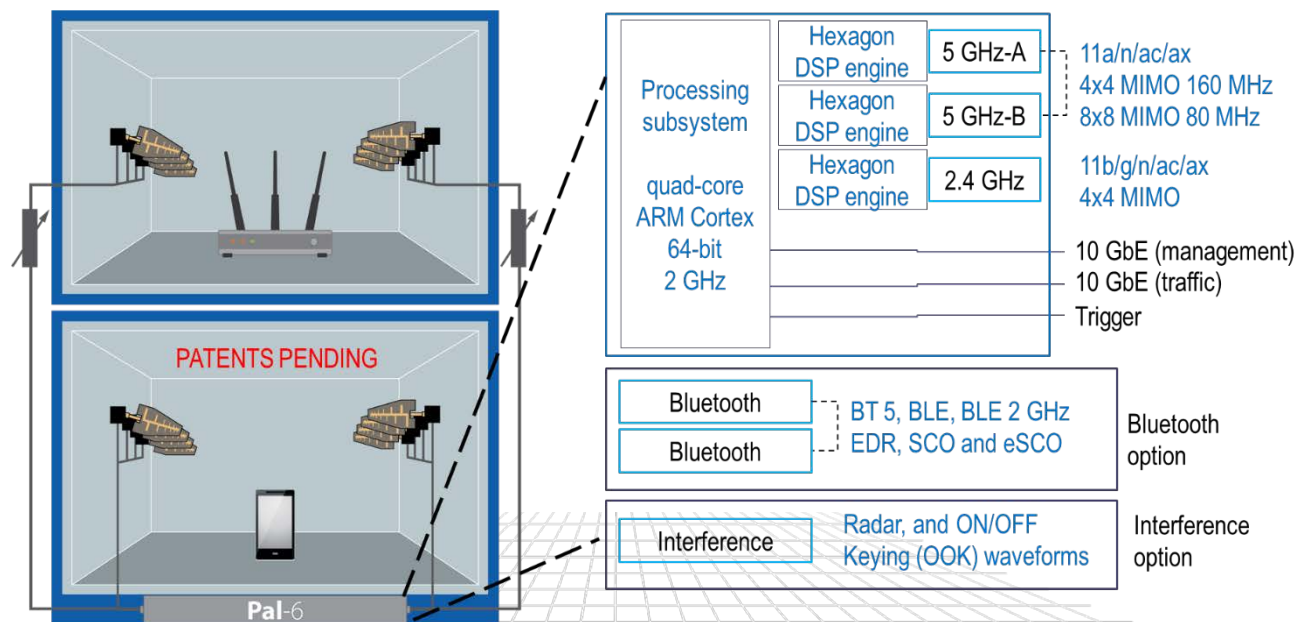 PATENTS PENDING
Pal-6
Processing
subsystem
quad-core
ARM Cortex
64-bit
2 GHz
Hexagon
DSP engine
5 GHz-A
Hexagon
DSP engine
5 GHz-B
Hexagon
DSP engine
2.4 GHz
11a/n/ac/ax
4x4 MIMO 160 MHz
8x8 MIMO 80 MHz
11b/g/n/ac/ax
4x4 MIMO
10 GbE (management)
10 GbE (traffic)
Trigger
Bluetooth
Bluetooth
BT 5, BLE, BLE 2 GHz
EDR, SCO and eSCO
Bluetooth
option
Interference
Radar, and ON/OFF
Keying (OOK) waveforms
Interference
option